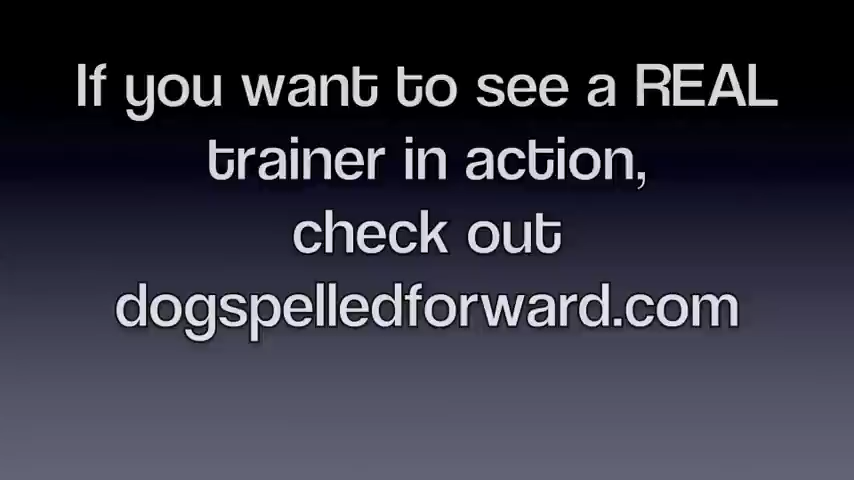 If you want to see a REAL
trainer in action,
check out
dogspelledforward.com